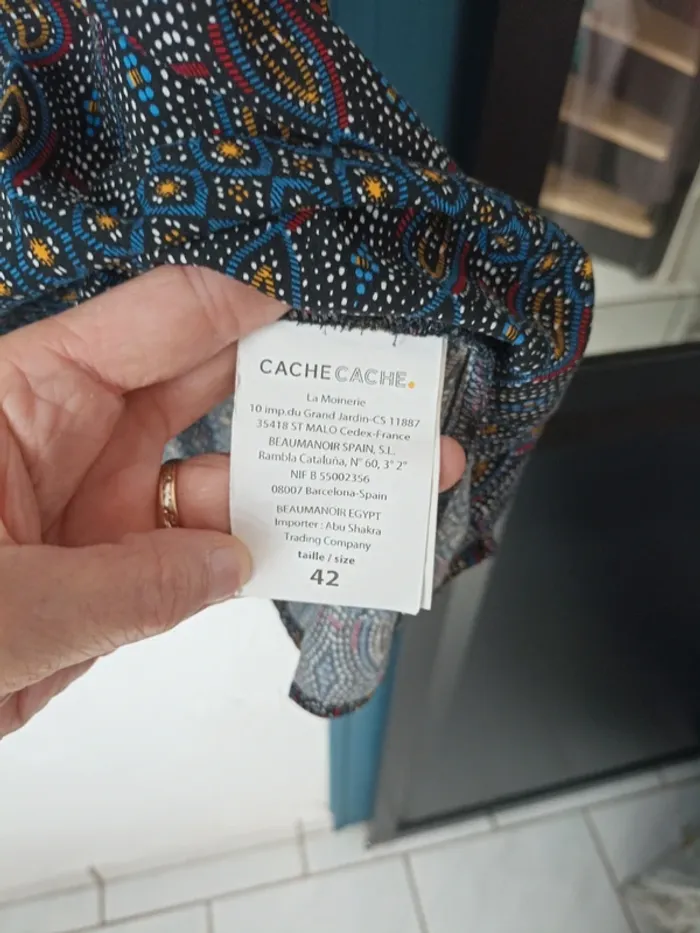 CACHECACHE.
La Moinerie
10 imp.du Grand Jardin-CS 11887
35418 ST MALO Cedex-France
BEAUMANOIR SPAIN, S.L.
Rambla Cataluña, N° 60, 3° 2°
NIF B 55002356
08007 Barcelona-Spain
BEAUMANOIR EGYPT
Importer : Abu Shakra
Trading Company
taille / size
42